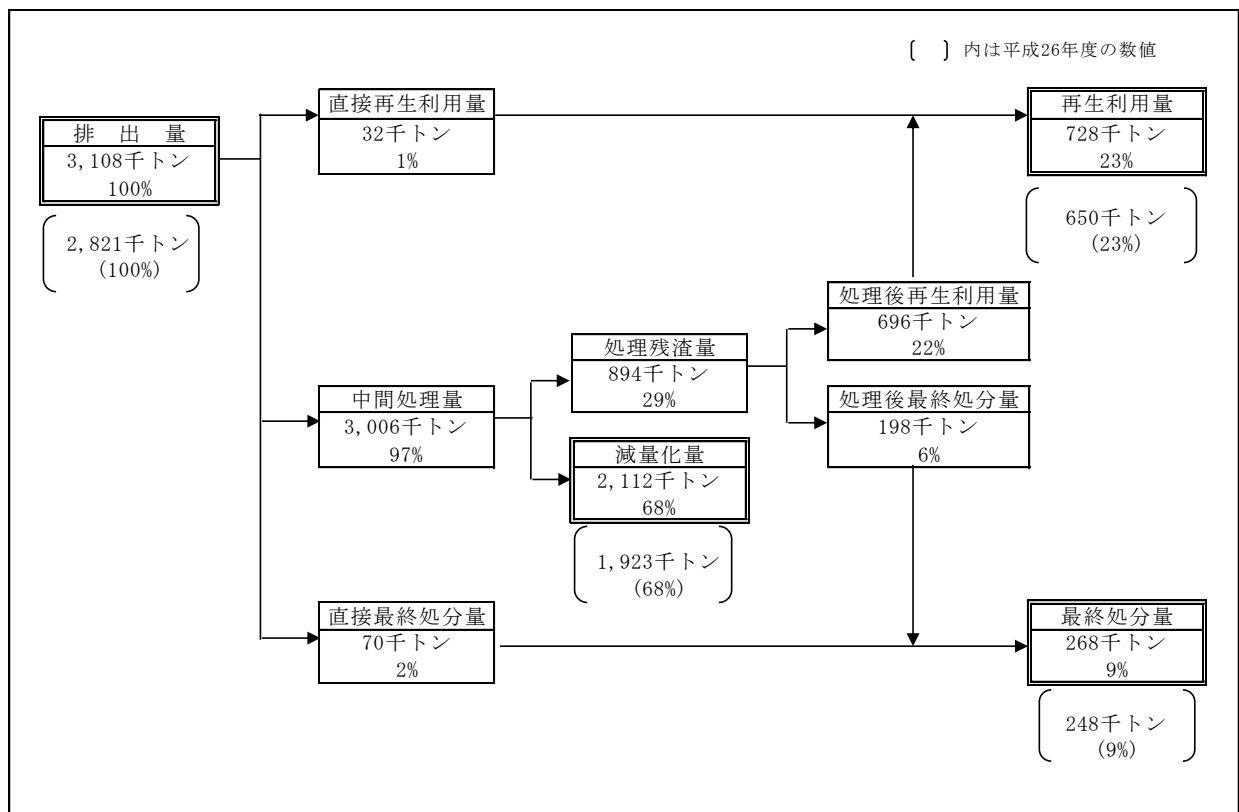 〔　〕内は平成26年度の数値
排　出　量
3,108千トン
100%
2,821千トン
(100%)
直接再生利用量
32千トン
1%
再生利用量
728千トン
23%
650千トン
(23%)
処理後再生利用量
696千トン
22%
処理残渣量
894千トン
29%
中間処理量
3,006千トン
97%
処理後最終処分量
198千トン
6%
減量化量
2,112千トン
68%
1,923千トン
(68%)
直接最終処分量
70千トン
2%
最終処分量
268千トン
9%
248千トン
(9%)